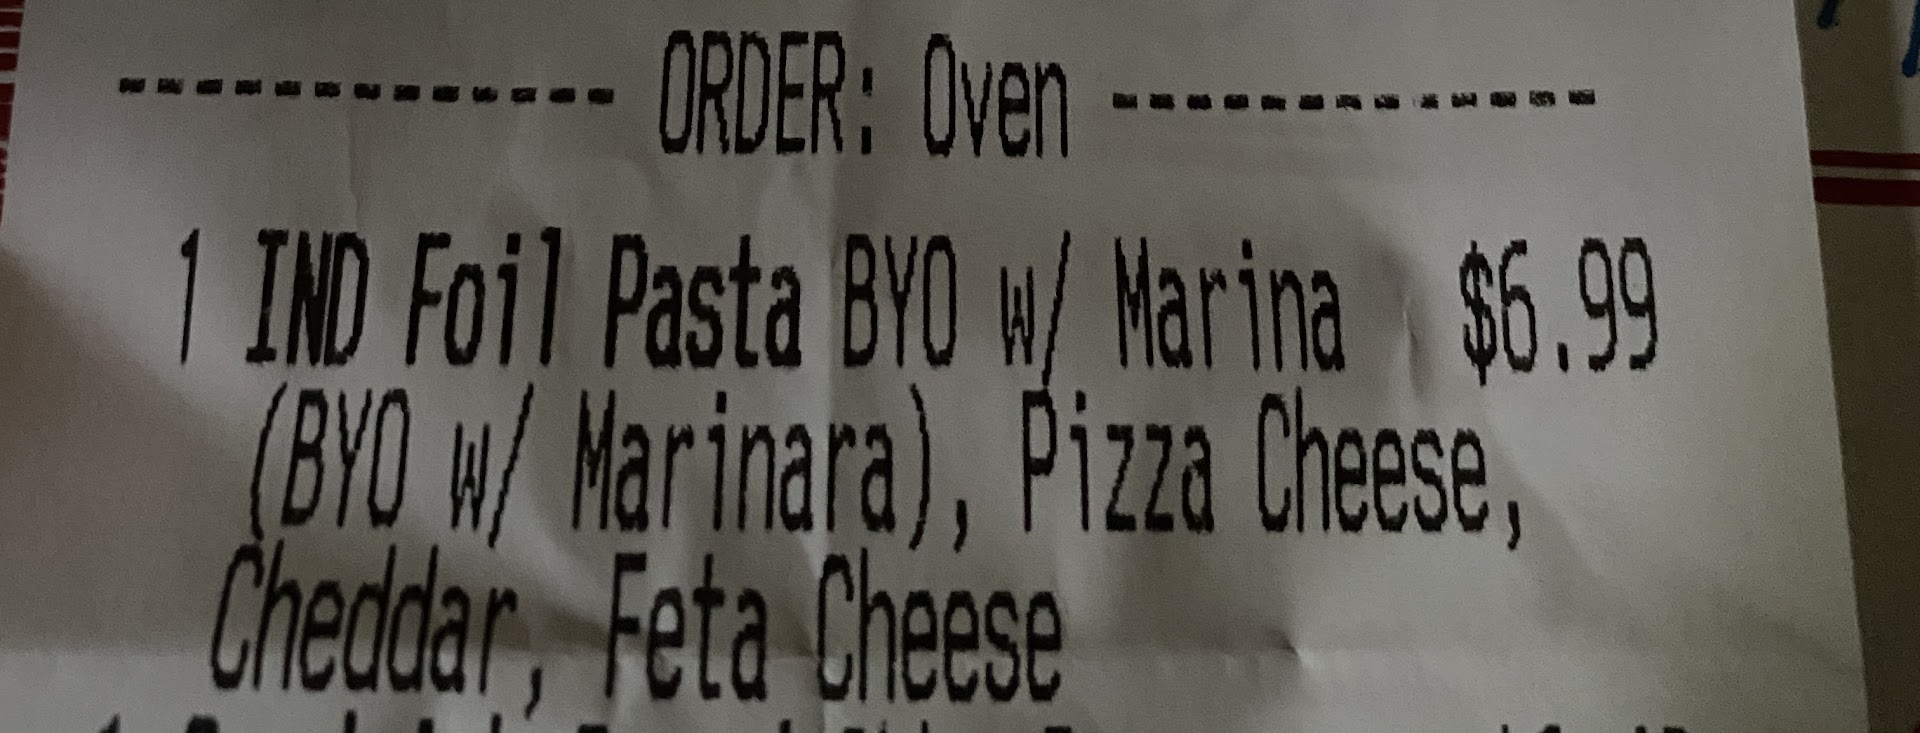 ------------- ORDER: Oven -------------
1 IND Foil Pasta BYO w/ Marina $6.99
(BYO w/ Marinara), Pizza Cheese,
Cheddar, Feta Cheese